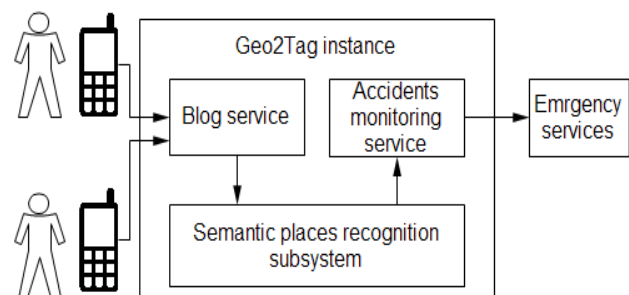 Geo2Tag instance
Blog service
Accidents
monitoring
service
Emrgency
services
Semantic places recognition
subsystem